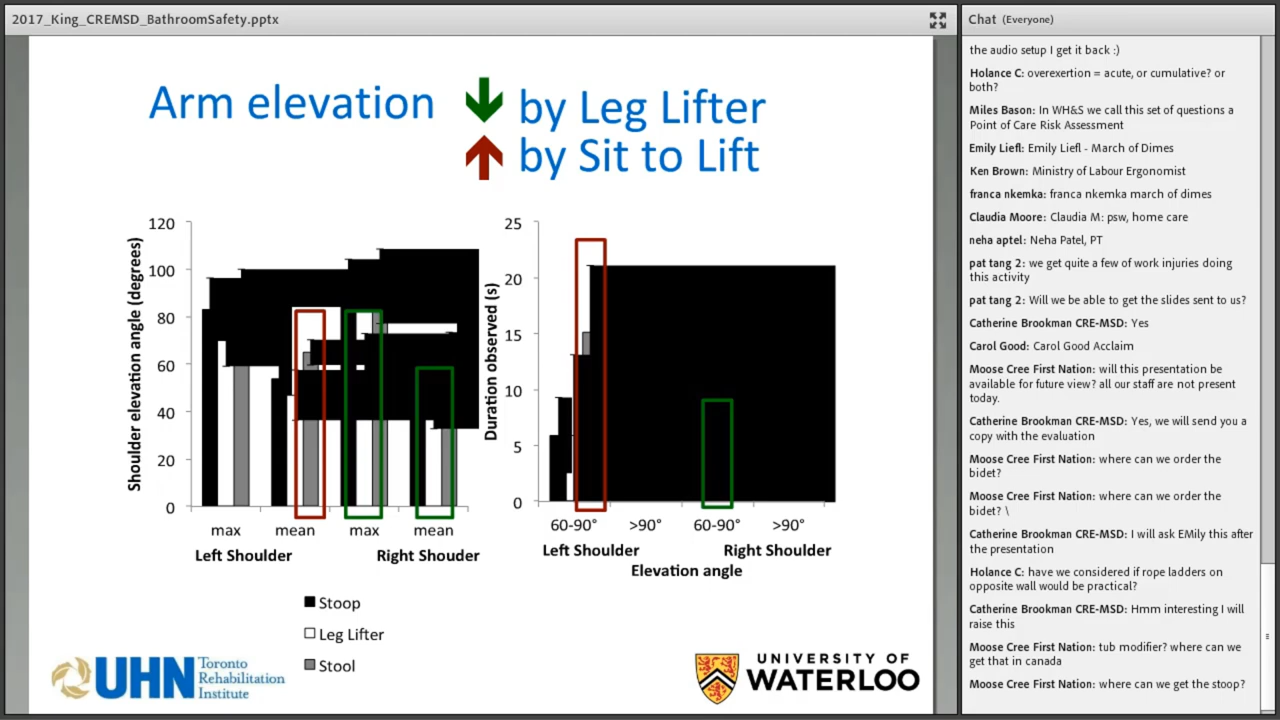 2017_King_CREMSD_BathroomSafety.pptx
Arm elevation
by Leg Lifter
by Sit to Lift
Shoulder elevation angle (degrees)
120
100
80
60
40
20
0
max
mean
max
mean
Left Shoulder
Right Shouder
Duration observed (s)
25
20
15
10
5
0
60-90°
>90°
60-90°
>90°
Left Shoulder
Right Shoulder
Elevation angle
Stoop
Leg Lifter
Stool
UHN
Toronto
Rehabilitation
Institute
UNIVERSITY OF
WATERLOO
Chat (Everyone)
the audio setup I get it back :)
Holance C: overexertion = acute, or cumulative? or
both?
Miles Bason: In WH&S we call this set of questions a
Point of Care Risk Assessment
Emily Liefl: Emily Liefl - March of Dimes
Ken Brown: Ministry of Labour Ergonomist
franca nkemka: franca nkemka march of dimes
Claudia Moore: Claudia M: psw, home care
neha aptel: Neha Patel, PT
pat tang 2: we get quite a few of work injuries doing
this activity
pat tang 2: Will we be able to get the slides sent to us?
Catherine Brookman CRE-MSD: Yes
Carol Good: Carol Good Acclaim
Moose Cree First Nation: will this presentation be
available for future view? all our staff are not present
today.
Catherine Brookman CRE-MSD: Yes, we will send you a
copy with the evaluation
Moose Cree First Nation: where can we order the
bidet?
Moose Cree First Nation: where can we order the
bidet? \
Catherine Brookman CRE-MSD: I will ask EMily this after
the presentation
Holance C: have we considered if rope ladders on
opposite wall would be practical?
Catherine Brookman CRE-MSD: Hmm interesting I will
raise this
Moose Cree First Nation: tub modifier? where can we
get that in canada
Moose Cree First Nation: where can we get the stoop?